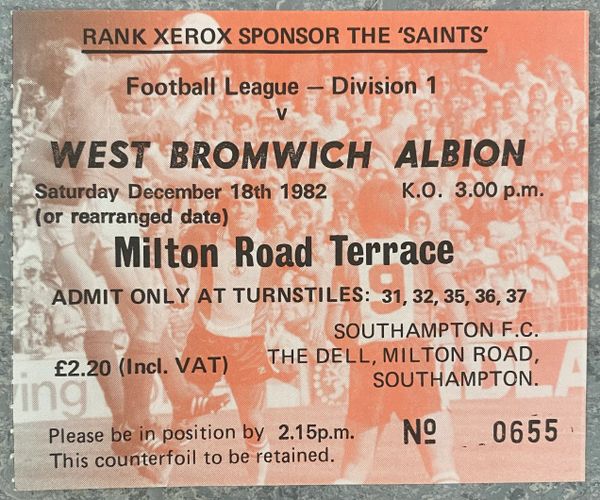 RANK XEROX SPONSOR THE 'SAINTS'
Football League — Division 1
v
WEST BROMWICH ALBION
Saturday December 18th 1982 K.O. 3.00 p.m.
(or rearranged date)
Milton Road Terrace
ADMIT ONLY AT TURNSTILES: 31, 32, 35, 36, 37
SOUTHAMPTON F.C.
£2.20 (Incl. VAT) THE DELL, MILTON ROAD,
SOUTHAMPTON.
ing
8
Please be in position by 2.15p.m. Nº 0655
This counterfoil to be retained.